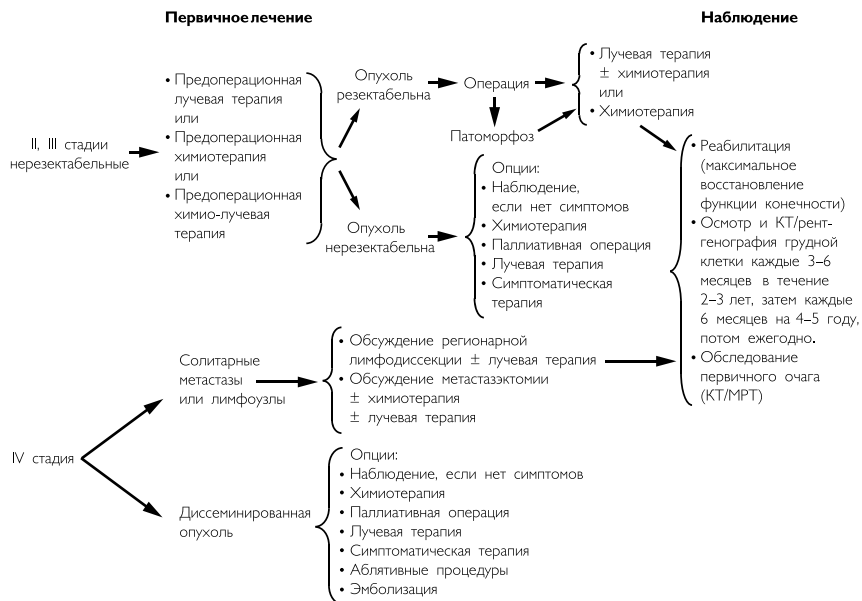 Первичное лечение
Наблюдение
II, III стадии
нерезектабельные
• Предоперационная
лучевая терапия
или
• Предоперационная
химиотерапия
или
• Предоперационная
химио-лучевая
терапия
Опухоль
резектабельна
Операция
Патоморфоз
• Лучевая терапия
± химиотерапия
или
• Химиотерапия
Опухоль
нерезектабельна
Опции:
• Наблюдение,
если нет симптомов
• Химиотерапия
• Паллиативная операция
• Лучевая терапия
• Симптоматическая
терапия
• Реабилитация
(максимальное
восстановление
функции конечности)
• Осмотр и КТ/рент-
генография грудной
клетки каждые 3–6
месяцев в течение
2–3 лет, затем каждые
6 месяцев на 4–5 году,
потом ежегодно.
• Обследование
первичного очага
(КТ/МРТ)
IV стадия
Солитарные
метастазы
или лимфоузлы
• Обсуждение регионарной
лимфодиссекции ± лучевая терапия
• Обсуждение метастазэктомии
± химиотерапия
± лучевая терапия
Диссеминированная
опухоль
Опции:
• Наблюдение, если нет симптомов
• Химиотерапия
• Паллиативная операция
• Лучевая терапия
• Симптоматическая терапия
• Аблятивные процедуры
• Эмболизация